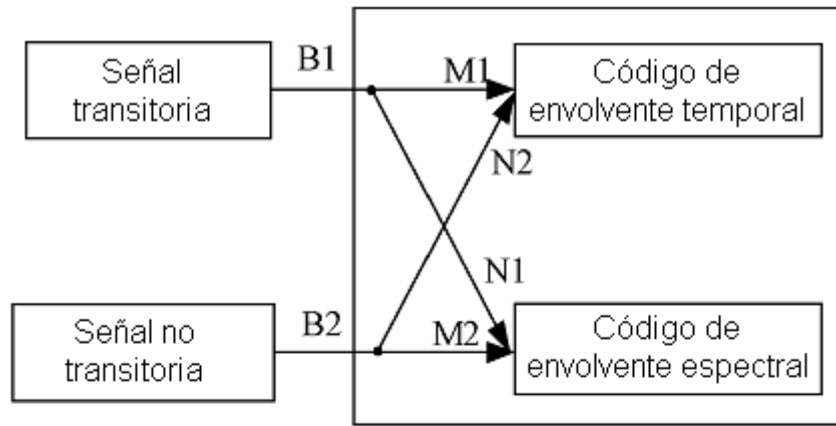 Señal
transitoria
B1
M1
Código de
envolvente temporal
N2
N1
Señal no
transitoria
B2
M2
Código de
envolvente espectral